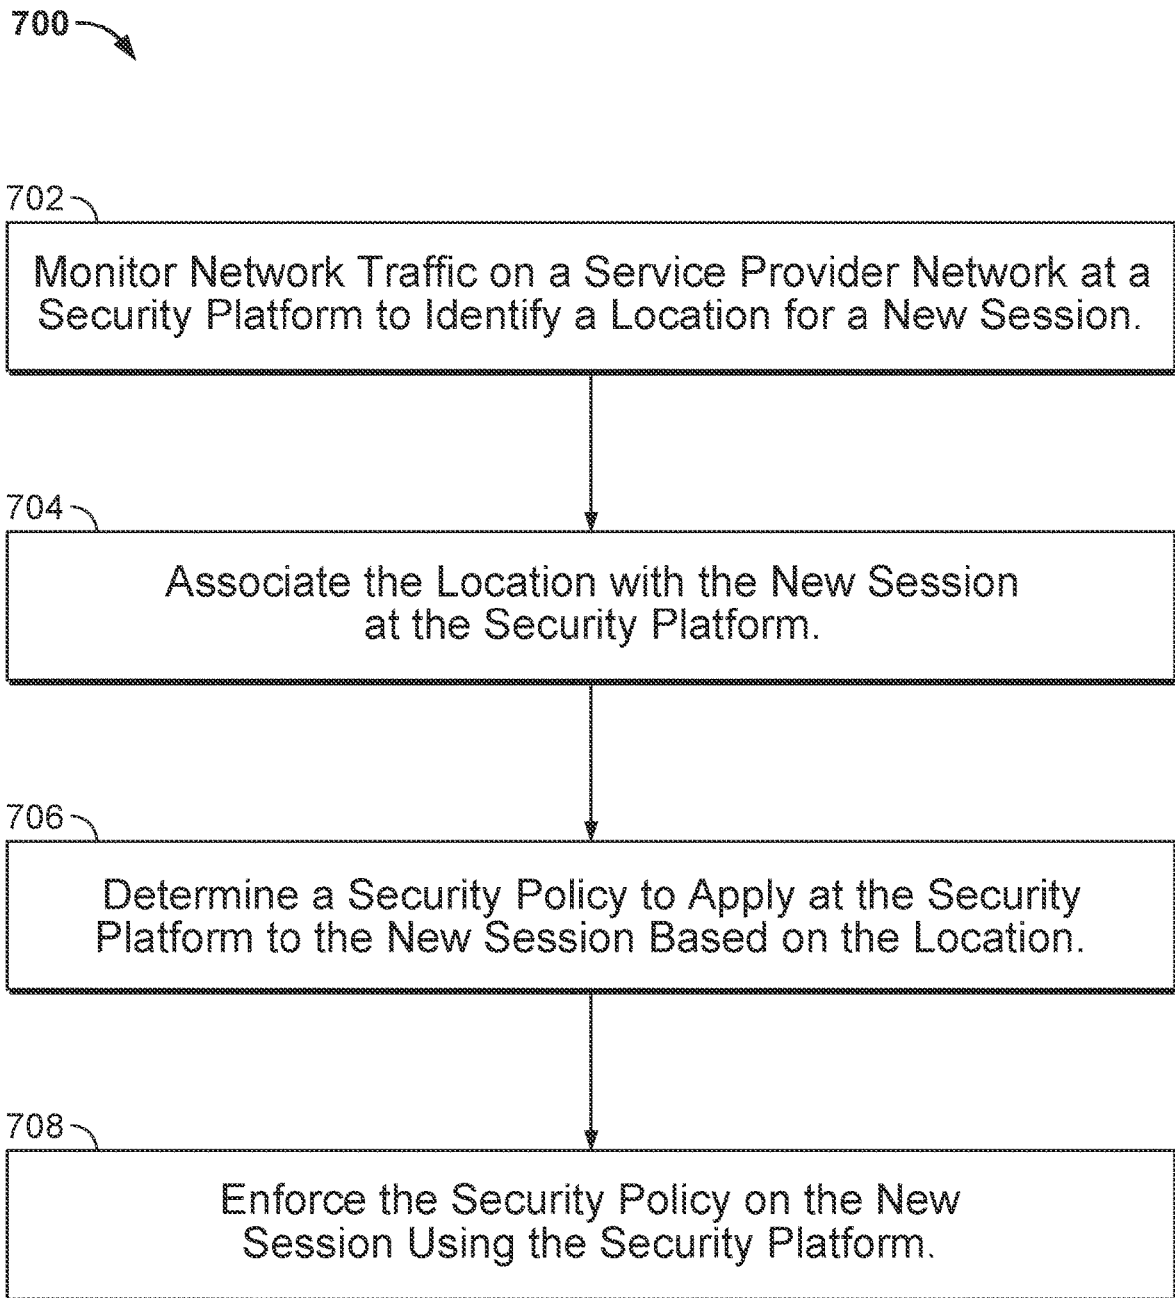 700
702
Monitor Network Traffic on a Service Provider Network at a
Security Platform to Identify a Location for a New Session.
704
Associate the Location with the New Session
at the Security Platform.
706
Determine a Security Policy to Apply at the Security
Platform to the New Session Based on the Location.
708
Enforce the Security Policy on the New
Session Using the Security Platform.